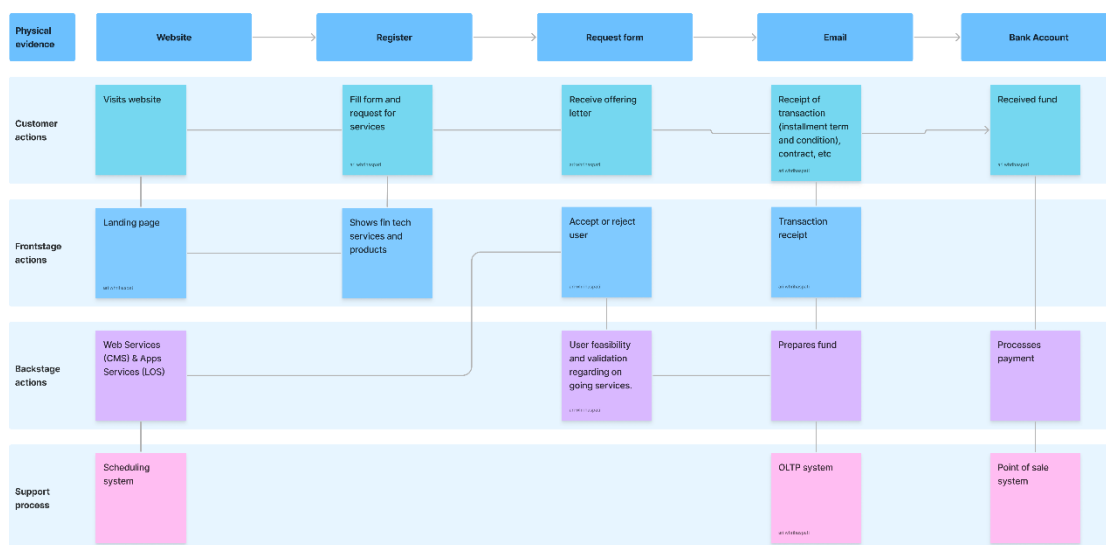 Physical
evidence
Website
Register
Request form
Email
Bank Account
Customer
actions
Visits website
Fill form and
request for
services
Receive offering
letter
Receipt of
transaction
(installment term
and condition),
contract, etc
Received fund
Frontstage
actions
Landing page
Shows fin tech
services and
products
Accept or reject
user
Transaction
receipt
Backstage
actions
Web Services
(CMS) & Apps
Services (LOS)
User feasibility
and validation
regarding on
going services.
Prepares fund
Processes
payment
Support
process
Scheduling
system
OLTP system
Point of sale
system